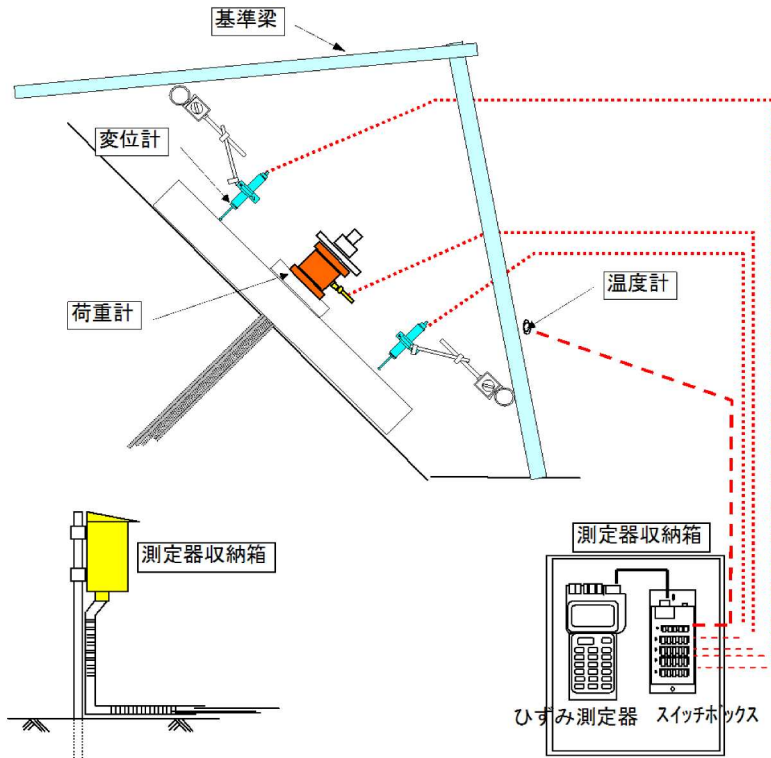 基準梁
変位計
荷重計
温度計
測定器収納箱
測定器収納箱
ひずみ測定器
スイッチボックス